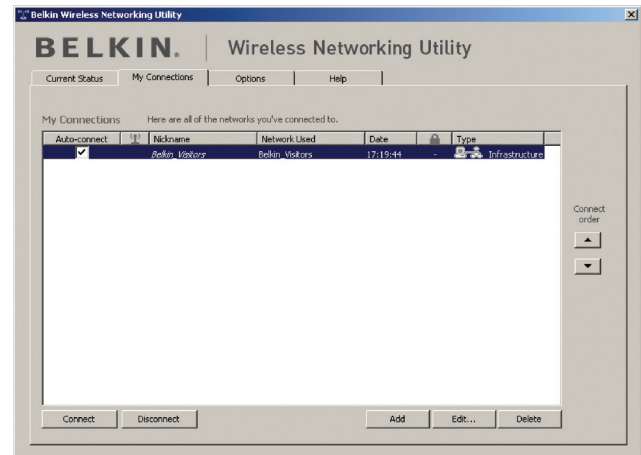 Belkin Wireless Networking Utility
BELKIN. | Wireless Networking Utility
Current Status My Connections Options Help
My Connections Here are all of the networks you've connected to.
Auto-connect Nickname Network Used Date Type
Belkin_Visitors Belkin_Visitors 17:19:44 - Infrastructure
Connect
order
Connect Disconnect Add Edit... Delete